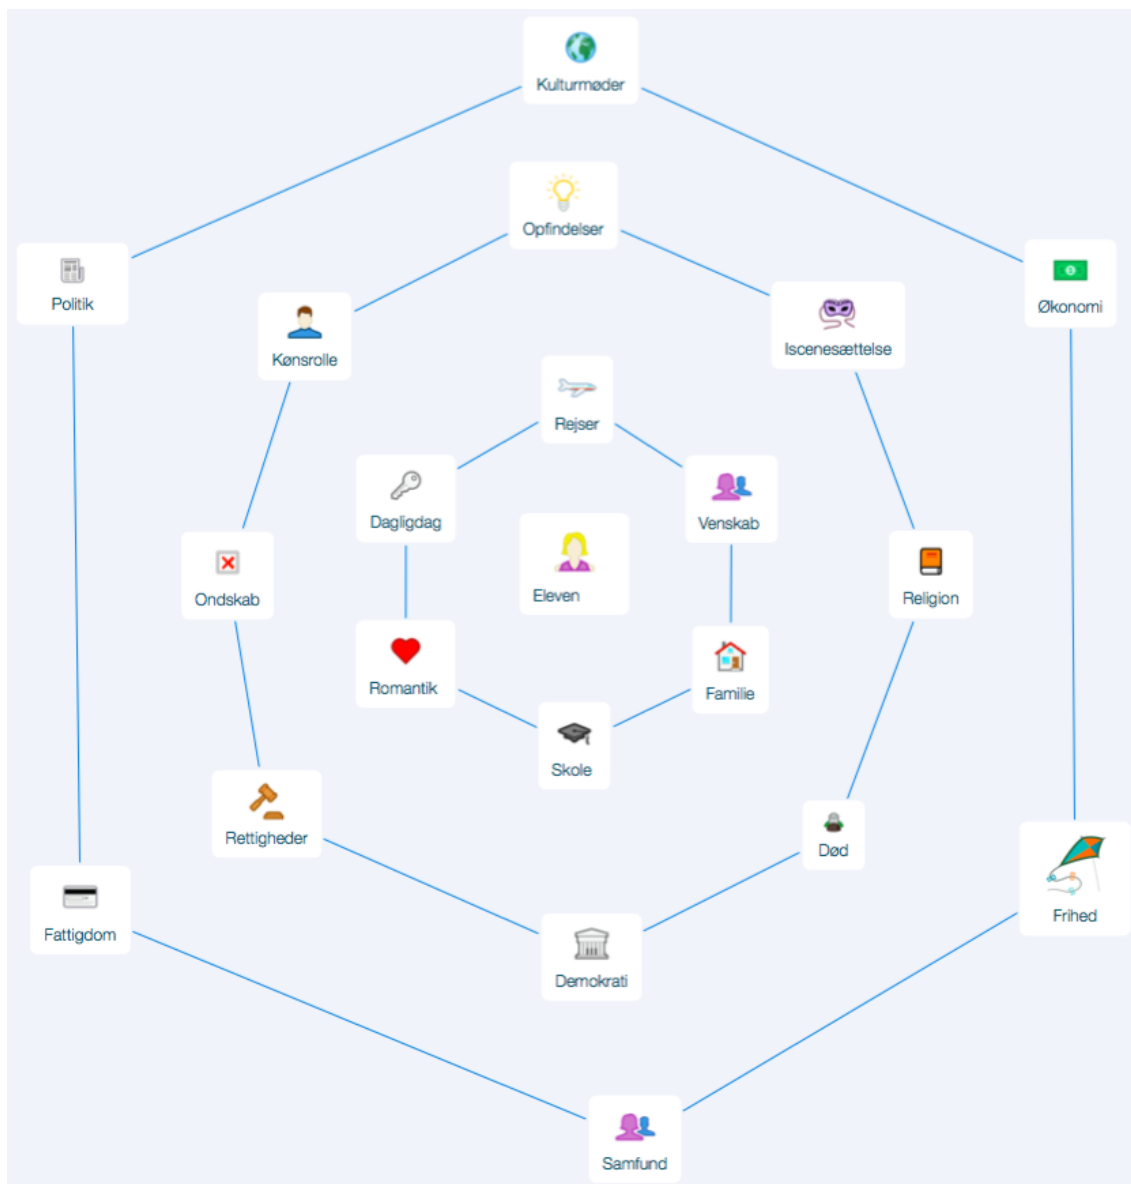 Kulturmøder
Opfindelser
Politik
Økonomi
Kønsrolle
Iscenesættelse
Rejser
Dagligdag
Venskab
Eleven
Ondskab
Religion
Romantik
Familie
Skole
Rettigheder
Død
Frihed
Fattigdom
Demokrati
Samfund